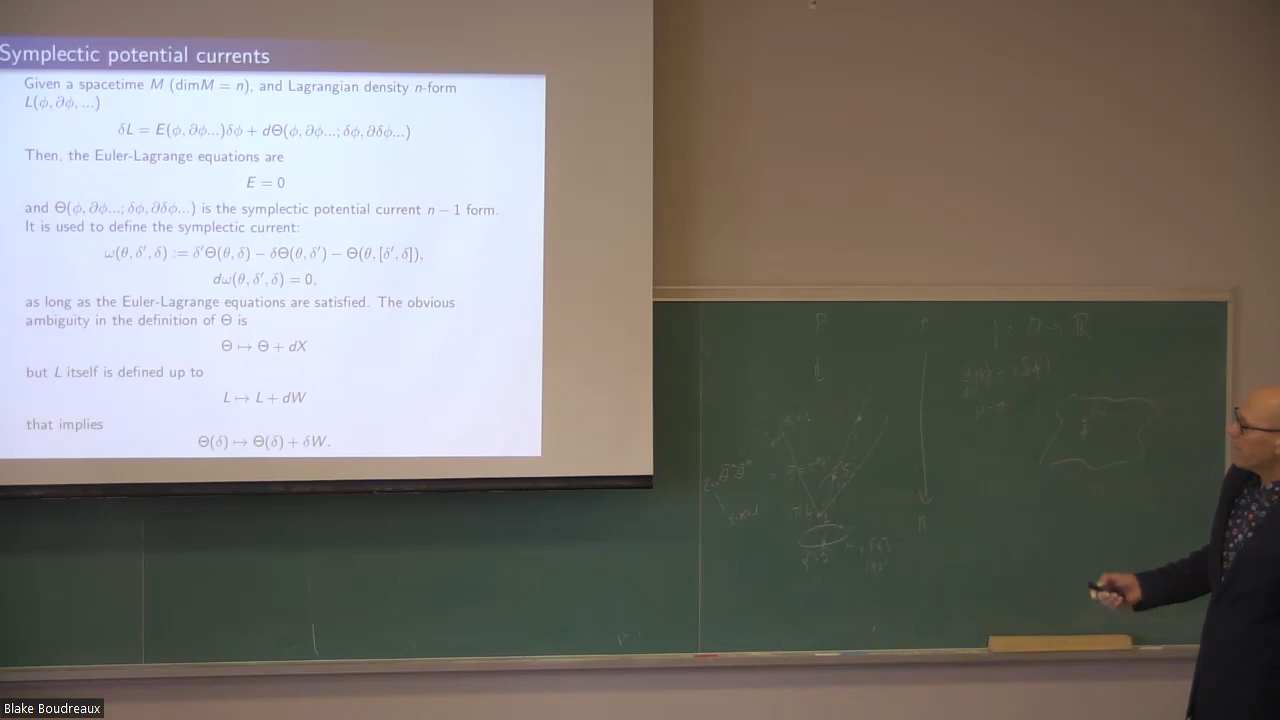 Symplectic potential currents
Given a spacetime M (dimM = n), and Lagrangian density n-form
L(ϕ, ∂ϕ, ...)
δL = E(ϕ, ∂ϕ...)δϕ + dΘ(ϕ, ∂ϕ...; δϕ, ∂δϕ...)
Then, the Euler-Lagrange equations are
E = 0
and Θ(ϕ, ∂ϕ...; δϕ, ∂δϕ...) is the symplectic potential current n − 1 form.
It is used to define the symplectic current:
ω(θ, δ′, δ) := δ′Θ(θ, δ) − δΘ(θ, δ′) − Θ(θ, [δ′, δ]),
dω(θ, δ′, δ) = 0,
as long as the Euler-Lagrange equations are satisfied. The obvious
ambiguity in the definition of Θ is
Θ ↦ Θ + dX
but L itself is defined up to
L ↦ L + dW
that implies
Θ(δ) ↦ Θ(δ) + δW.
Blake Boudreaux